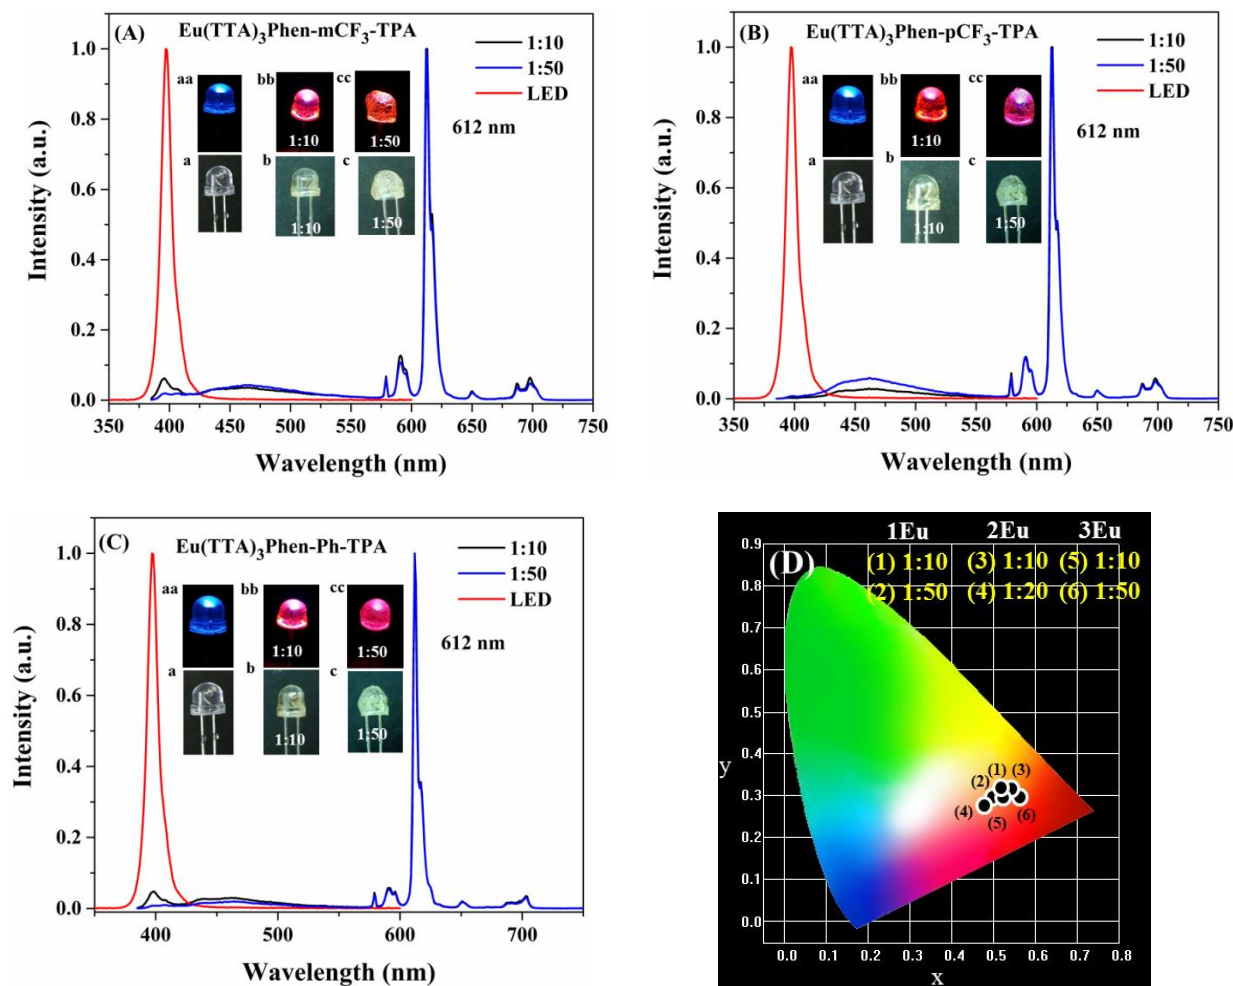 (A) Eu(TTA)₃Phen-mCF₃-TPA
1:10
1:50
LED
aa
bb
cc
1:10
1:50
612 nm
a
b
c
1:10
1:50
Intensity (a.u.)
1.0
0.8
0.6
0.4
0.2
0.0
350 400 450 500 550 600 650 700 750
Wavelength (nm)
(B) Eu(TTA)₃Phen-pCF₃-TPA
1:10
1:50
LED
aa
bb
cc
1:10
612 nm
a
b
c
1:10
1:50
Intensity (a.u.)
1.0
0.8
0.6
0.4
0.2
0.0
350 400 450 500 550 600 650 700 750
Wavelength (nm)
(C) Eu(TTA)₃Phen-Ph-TPA
1:10
1:50
LED
aa
bb
cc
1:10
1:50
612 nm
a
b
c
1:10
1:50
Intensity (a.u.)
1.0
0.8
0.6
0.4
0.2
0.0
400 500 600 700
Wavelength (nm)
(D)
1Eu 2Eu 3Eu
(1) 1:10 (3) 1:10 (5) 1:10
(2) 1:50 (4) 1:20 (6) 1:50
0.9
0.8
0.7
0.6
0.5
0.4
0.3
0.2
0.1
0.0
y
(1) (3)
(2)
(4)
(5) (6)
0.0 0.1 0.2 0.3 0.4 0.5 0.6 0.7 0.8
x